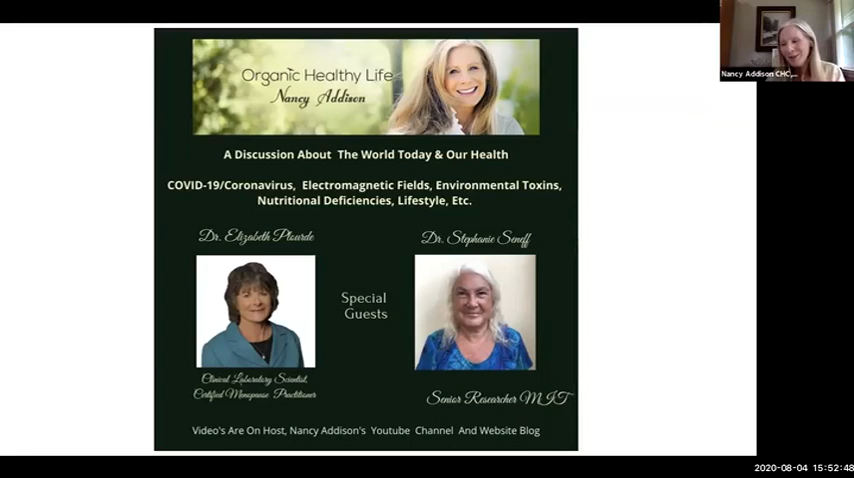 Organic Healthy Life
Nancy Addison
A Discussion About The World Today & Our Health
COVID-19/Coronavirus, Electromagnetic Fields, Environmental Toxins,
Nutritional Deficiencies, Lifestyle, Etc.
Dr. Elizabeth Plourde
Dr. Stephanie Seneff
Special
Guests
Clinical Laboratory Scientist,
Certified Menopause Practitioner
Senior Researcher MIT
Video's Are On Host, Nancy Addison's Youtube Channel And Website Blog
Nancy Addison CHC,...
2020-08-04 15:52:48